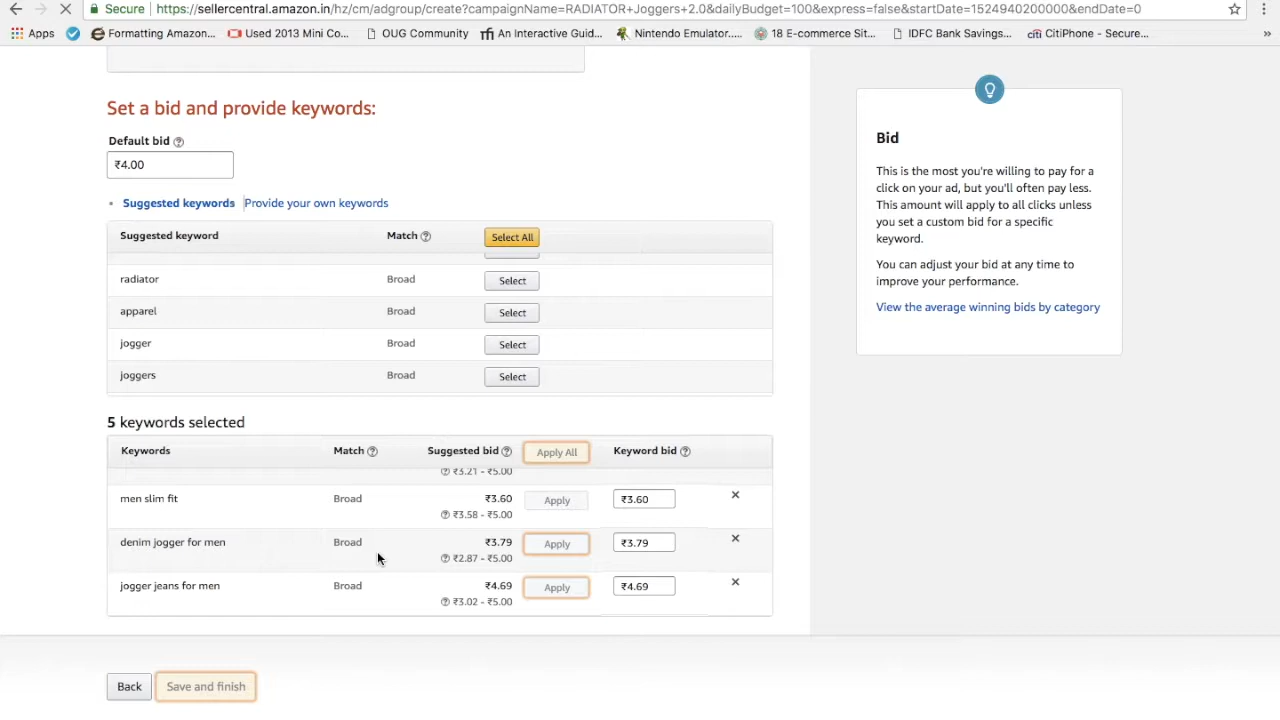 Secure https://sellercentral.amazon.in/hz/cm/adgroup/create?campaignName=RADIATOR+Joggers+2.0&dailyBudget=100&express=false&startDate=1524940200000&endDate=0
Apps Formatting Amazon... Used 2013 Mini Co... OUG Community An Interactive Guid... Nintendo Emulator.... 18 E-commerce Sit... IDFC Bank Savings... CitiPhone - Secure... »
Set a bid and provide keywords:
Default bid ?
₹4.00
Suggested keywords Provide your own keywords
Suggested keyword Match ? Select All
radiator Broad Select
apparel Broad Select
jogger Broad Select
joggers Broad Select
5 keywords selected
Keywords Match ? Suggested bid ? Apply All Keyword bid ?
? ₹3.21 - ₹5.00
men slim fit Broad ₹3.60 Apply ₹3.60 ×
? ₹3.58 - ₹5.00
denim jogger for men Broad ₹3.79 Apply ₹3.79 ×
? ₹2.87 - ₹5.00
jogger jeans for men Broad ₹4.69 Apply ₹4.69 ×
? ₹3.02 - ₹5.00
Back Save and finish
Bid
This is the most you're willing to pay for a
click on your ad, but you'll often pay less.
This amount will apply to all clicks unless
you set a custom bid for a specific
keyword.
You can adjust your bid at any time to
improve your performance.
View the average winning bids by category